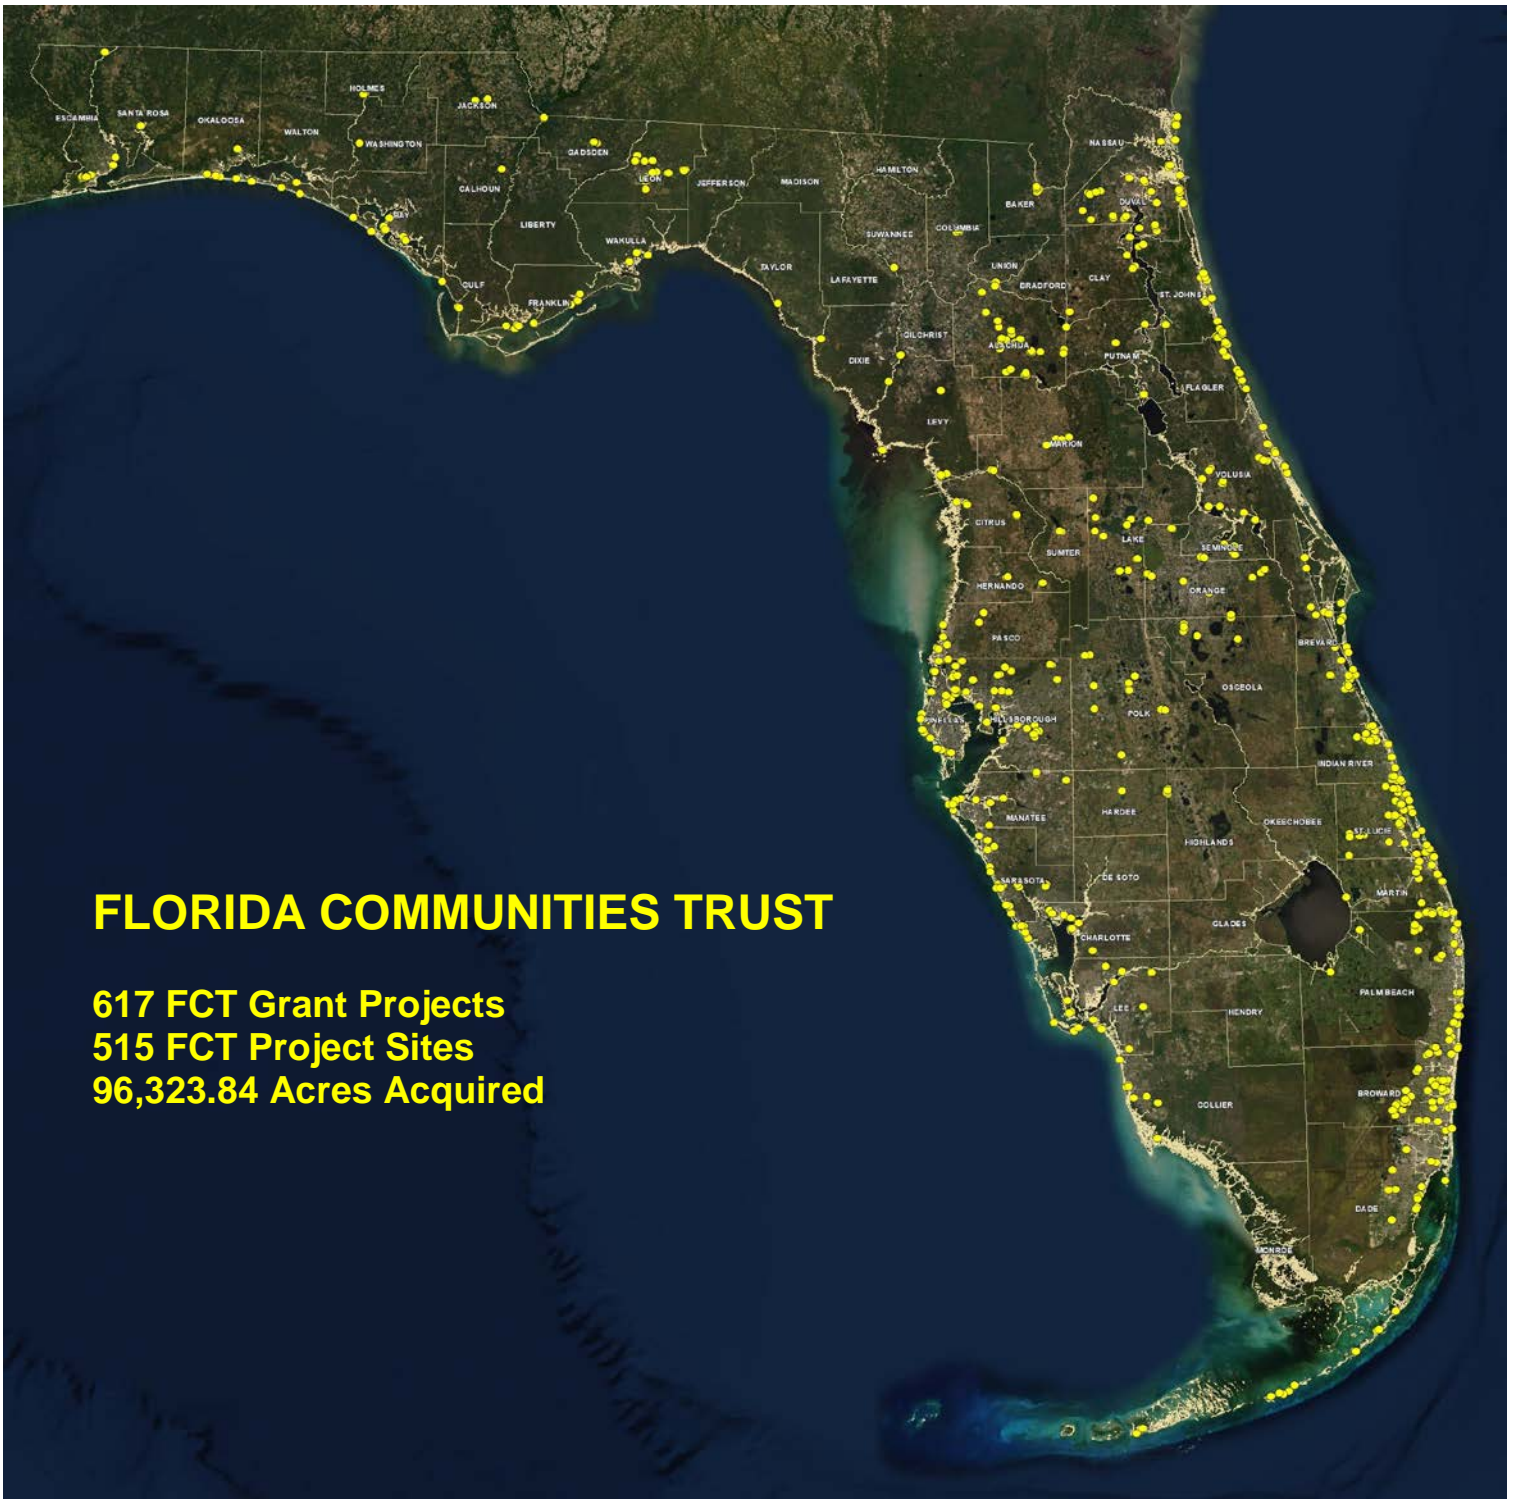 HOLMES
JACKSON
ESCAMBIA
SANTA ROSA
OKALOOSA
WALTON
WASHINGTON
GADSDEN
NASSAU
HAMILTON
LEON
JEFFERSON
MADISON
CALHOUN
BAKER
DUVAL
BAY
LIBERTY
SUWANNEE
COLUMBIA
WAKULLA
TAYLOR
LAFAYETTE
UNION
CLAY
GULF
FRANKLIN
BRADFORD
ST. JOHNS
GILCHRIST
ALACHUA
DIXIE
PUTNAM
FLAGLER
LEVY
MARION
VOLUSIA
CITRUS
LAKE
SUMTER
SEMINOLE
HERNANDO
ORANGE
PASCO
BREVARD
OSCEOLA
PINELLAS
HILLSBOROUGH
POLK
INDIAN RIVER
MANATEE
HARDEE
OKEECHOBEE
ST. LUCIE
HIGHLANDS
SARASOTA
DE SOTO
MARTIN
FLORIDA COMMUNITIES TRUST
GLADES
CHARLOTTE
PALM BEACH
617 FCT Grant Projects
LEE
HENDRY
515 FCT Project Sites
96,323.84 Acres Acquired
BROWARD
COLLIER
DADE
MONROE